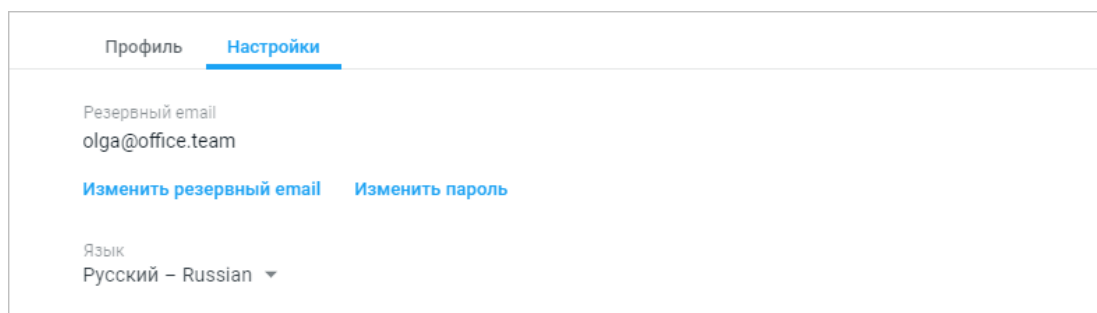 Профиль Настройки
Резервный email
olga@office.team
Изменить резервный email Изменить пароль
Язык
Русский – Russian